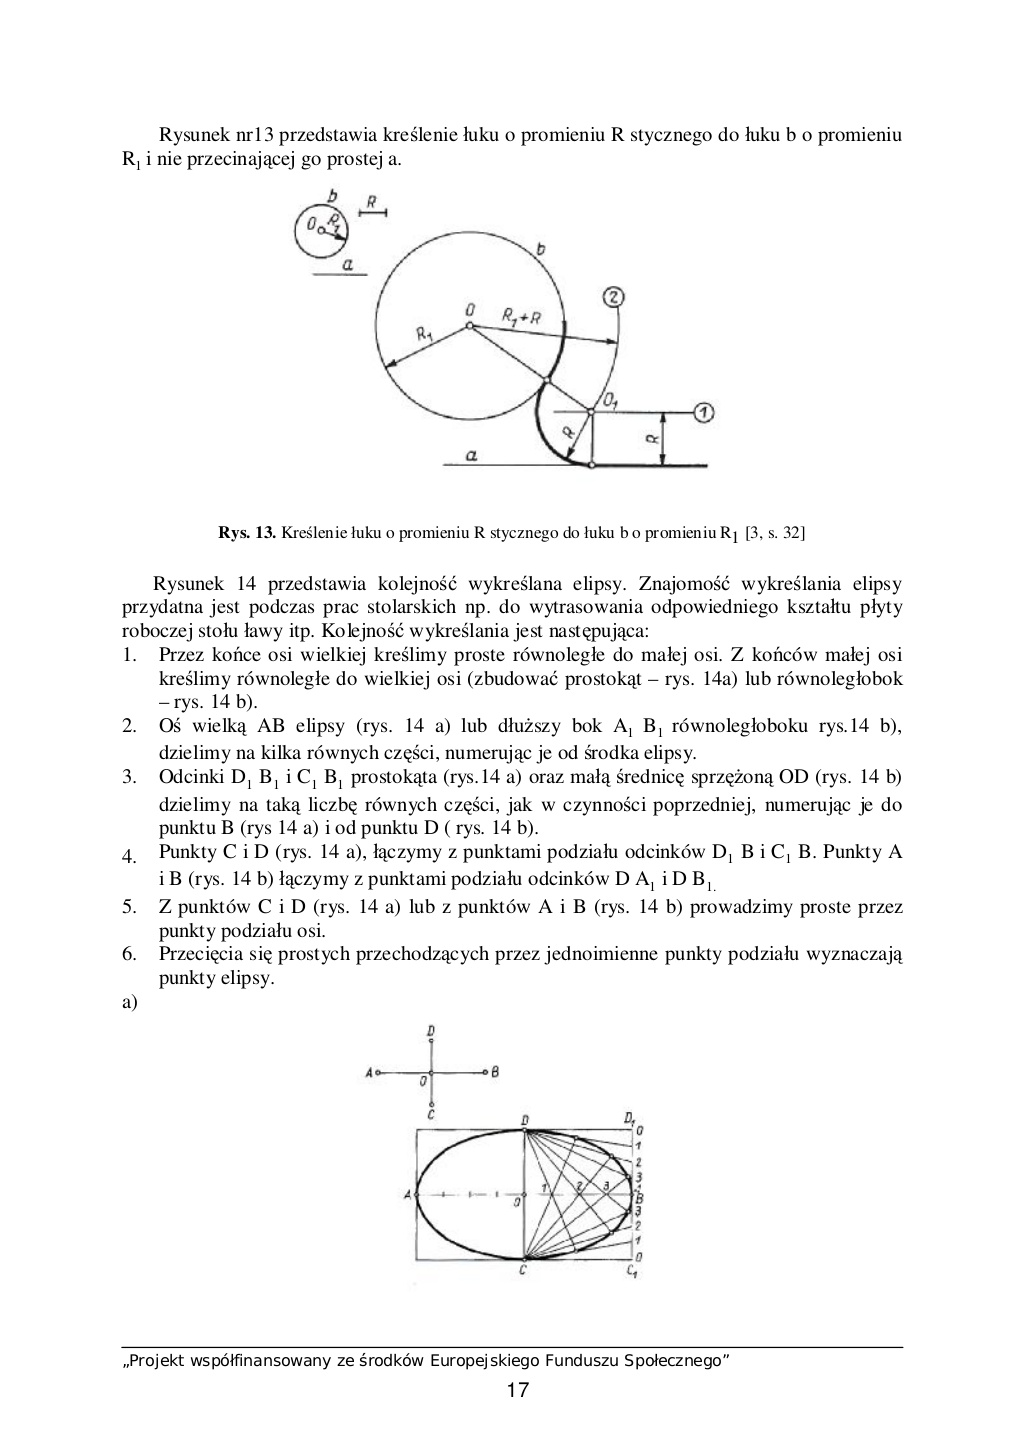 Rysunek nr13 przedstawia kreślenie łuku o promieniu R stycznego do łuku b o promieniu
R1 i nie przecinającej go prostej a.
b
R
O R1
a
b
2
O
R1+R
R1
O1
1
R
R
a
Rys. 13. Kreślenie łuku o promieniu R stycznego do łuku b o promieniu R1 [3, s. 32]
Rysunek 14 przedstawia kolejność wykreślana elipsy. Znajomość wykreślania elipsy
przydatna jest podczas prac stolarskich np. do wytrasowania odpowiedniego kształtu płyty
roboczej stołu ławy itp. Kolejność wykreślania jest następująca:
1. Przez końce osi wielkiej kreślimy proste równoległe do małej osi. Z końców małej osi
kreślimy równoległe do wielkiej osi (zbudować prostokąt – rys. 14a) lub równoległobok
– rys. 14 b).
2. Oś wielką AB elipsy (rys. 14 a) lub dłuższy bok A1 B1 równoległoboku rys.14 b),
dzielimy na kilka równych części, numerując je od środka elipsy.
3. Odcinki D1 B1 i C1 B1 prostokąta (rys.14 a) oraz małą średnicę sprzężoną OD (rys. 14 b)
dzielimy na taką liczbę równych części, jak w czynności poprzedniej, numerując je do
punktu B (rys 14 a) i od punktu D ( rys. 14 b).
4. Punkty C i D (rys. 14 a), łączymy z punktami podziału odcinków D1 B i C1 B. Punkty A
i B (rys. 14 b) łączymy z punktami podziału odcinków D A1 i D B1.
5. Z punktów C i D (rys. 14 a) lub z punktów A i B (rys. 14 b) prowadzimy proste przez
punkty podziału osi.
6. Przecięcia się prostych przechodzących przez jednoimienne punkty podziału wyznaczają
punkty elipsy.
a)
D
A
B
O
C
D
D1
0
1
2
3
A
1 2 3
O
B
3
2
1
0
C
C1
„Projekt współfinansowany ze środków Europejskiego Funduszu Społecznego”
17